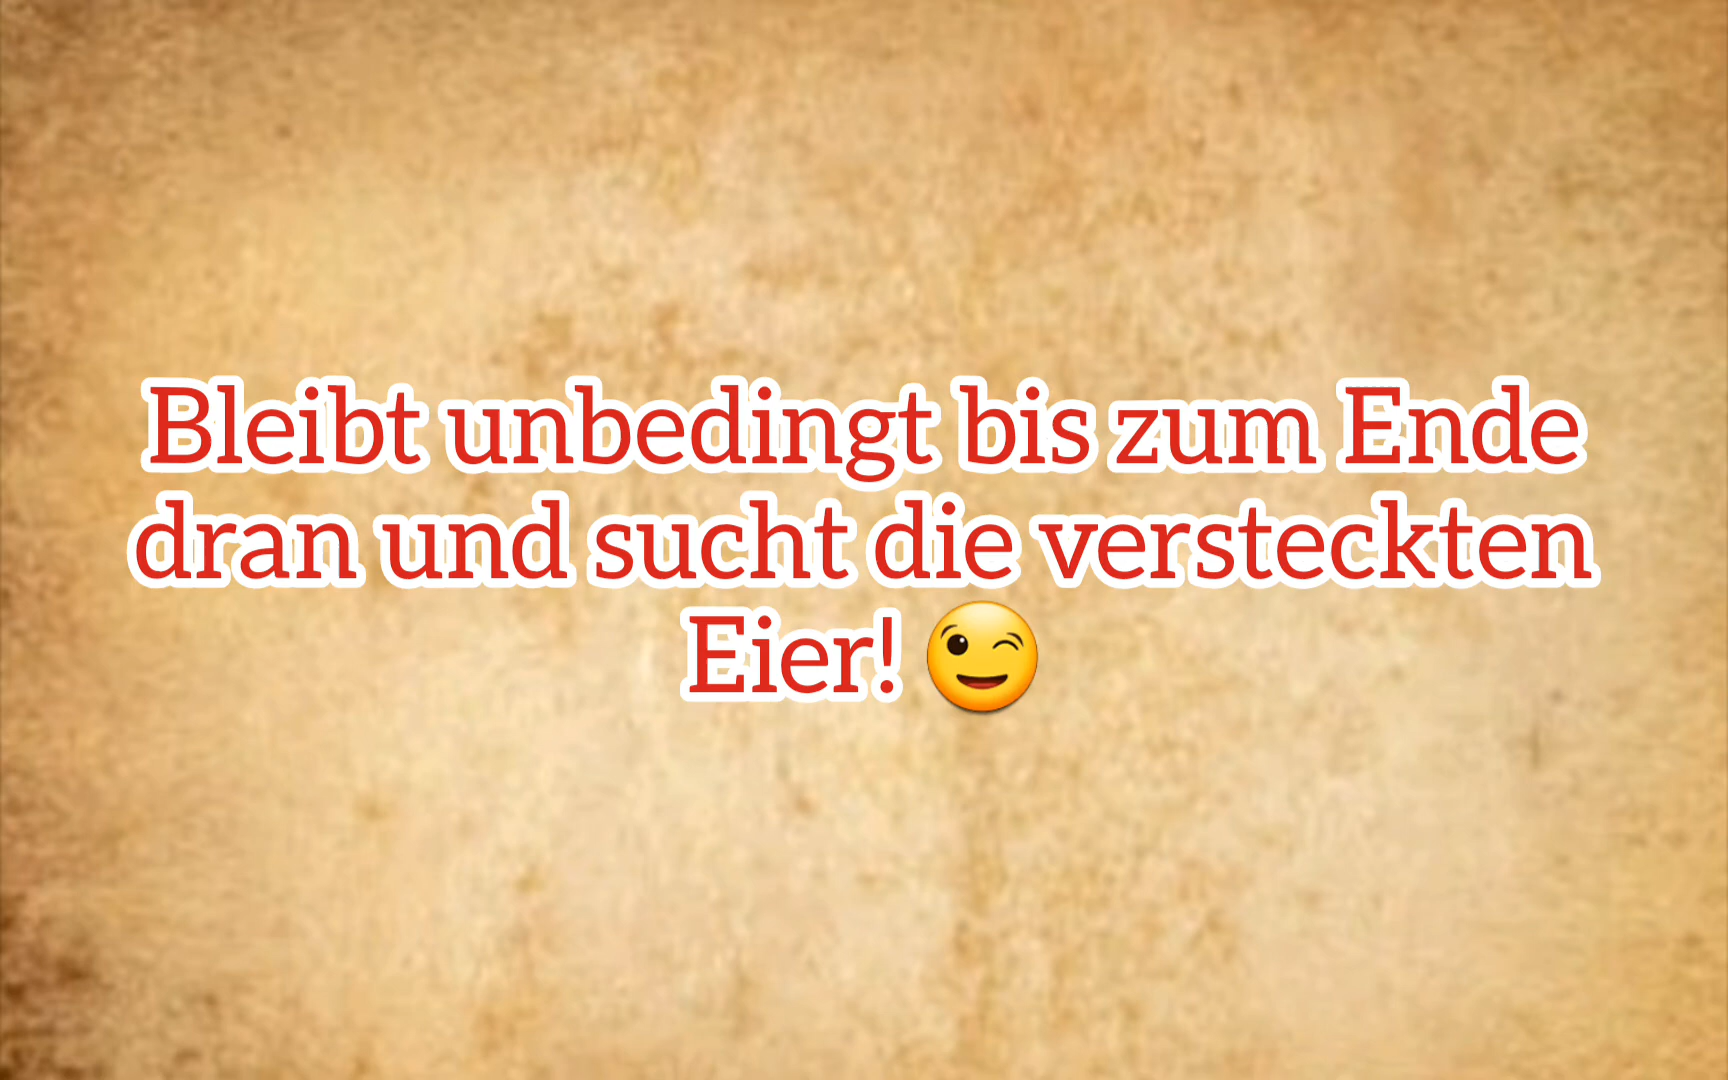 Bleibt unbedingt bis zum Ende
dran und sucht die versteckten
Eier! 😉